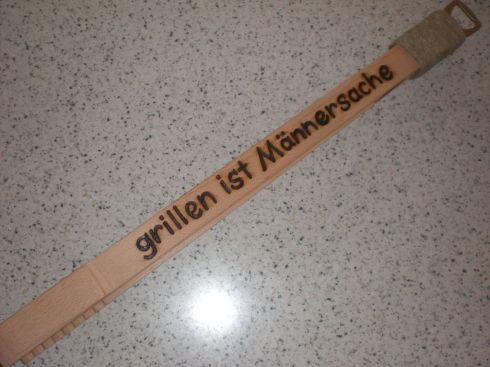 grillen ist Männersache